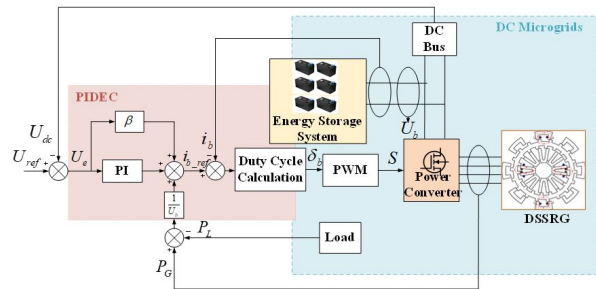 DC
Bus
DC Microgrids
PIDEC
Energy Storage
System
U_dc
U_ref
U_e
β
PI
i_b
i_b_ref
Duty Cycle
Calculation
δ_b
PWM
S
U_b
Power
Converter
DSSRG
1
U_b
P_L
Load
P_G